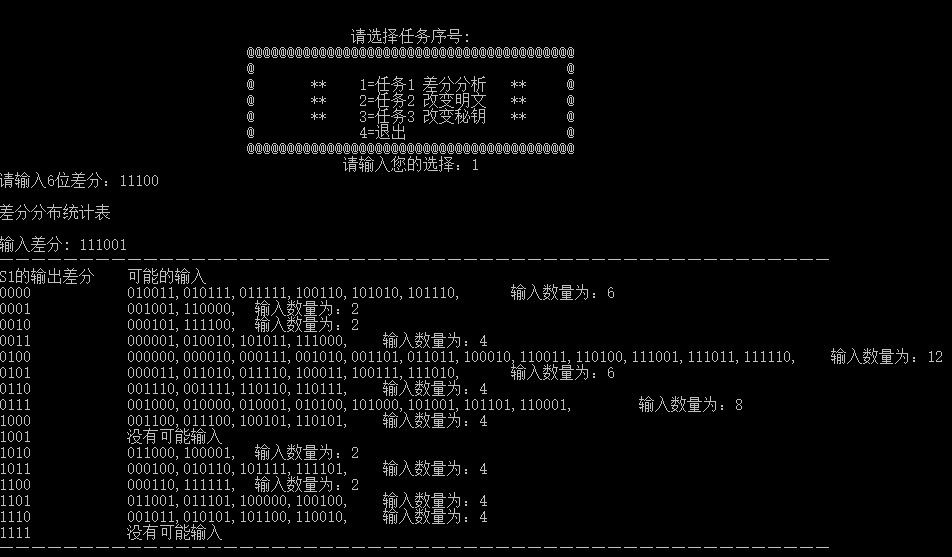 请选择任务序号:
@@@@@@@@@@@@@@@@@@@@@@@@@@@@@@@@@@@@@@@@@
@ @
@ ** 1=任务1 差分分析 ** @
@ ** 2=任务2 改变明文 ** @
@ ** 3=任务3 改变秘钥 ** @
@ 4=退出 @
@@@@@@@@@@@@@@@@@@@@@@@@@@@@@@@@@@@@@@@@@
请输入您的选择：1
请输入6位差分：11100
差分分布统计表
输入差分: 111001
S1的输出差分 可能的输入
0000 010011,010111,011111,100110,101010,101110, 输入数量为：6
0001 001001,110000, 输入数量为：2
0010 000101,111100, 输入数量为：2
0011 000001,010010,101011,111000, 输入数量为：4
0100 000000,000010,000111,001010,001101,011011,100010,110011,110100,111001,111011,111110, 输入数量为：12
0101 000011,011010,011110,100011,100111,111010, 输入数量为：6
0110 001110,001111,110110,110111, 输入数量为：4
0111 001000,010000,010001,010100,101000,101001,101101,110001, 输入数量为：8
1000 001100,011100,100101,110101, 输入数量为：4
1001 没有可能输入
1010 011000,100001, 输入数量为：2
1011 000100,010110,101111,111101, 输入数量为：4
1100 000110,111111, 输入数量为：2
1101 011001,011101,100000,100100, 输入数量为：4
1110 001011,010101,101100,110010, 输入数量为：4
1111 没有可能输入